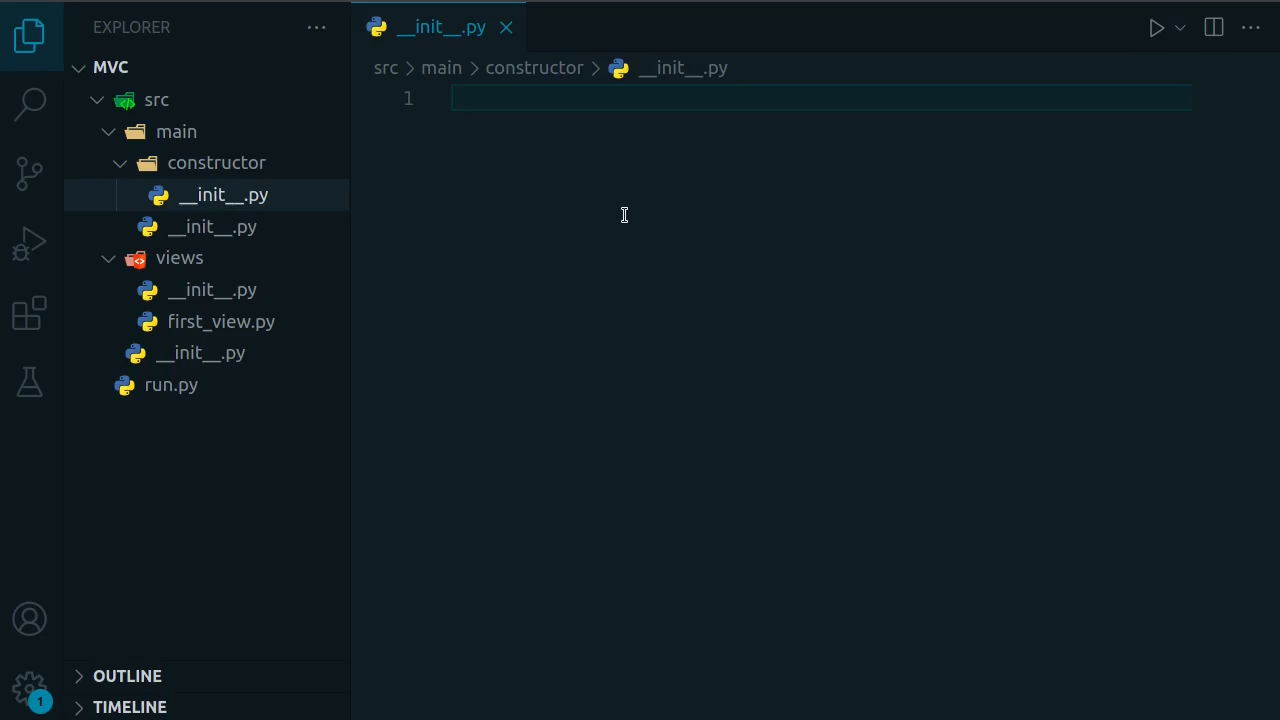 EXPLORER
MVC
src
main
constructor
__init__.py
__init__.py
views
__init__.py
first_view.py
__init__.py
run.py
OUTLINE
TIMELINE
1
__init__.py
src > main > constructor > __init__.py
1